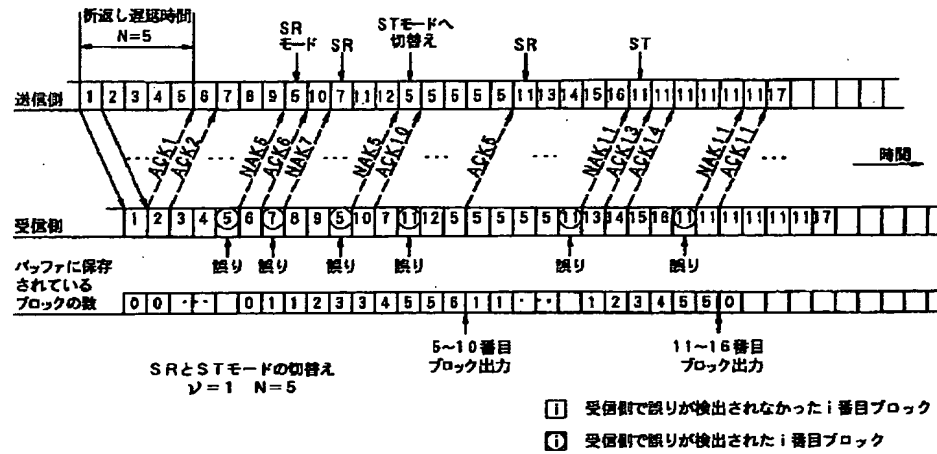 折返し遅延時間
N=5
SR
モード
SR
STモードへ
切替え
SR
ST
送信側 1 2 3 4 5 6 7 8 9 5 10 7 11 12 5 5 5 5 5 11 13 14 15 16 11 11 11 11 11 11 17
ACK1 ACK2 NAK5 ACK6 NAK7 NAK5 ACK10 ACK5 NAK11 ACK13 ACK14 NAK11 ACK11
時間
受信側 1 2 3 4 5 6 7 8 9 5 10 7 11 12 5 5 5 5 5 11 13 14 15 16 11 11 11 11 11 11 17
誤り 誤り 誤り 誤り 誤り 誤り
バッファに保存
されている
ブロックの数
0 0 ‥ ‥ 0 1 1 2 3 3 4 5 5 6 1 1 ‥ ‥ 1 2 3 4 5 5 0
5~10番目
ブロック出力
11~16番目
ブロック出力
SRとSTモードの切替え
ν=1 N=5
i 受信側で誤りが検出されなかったi番目ブロック
i 受信側で誤りが検出されたi番目ブロック